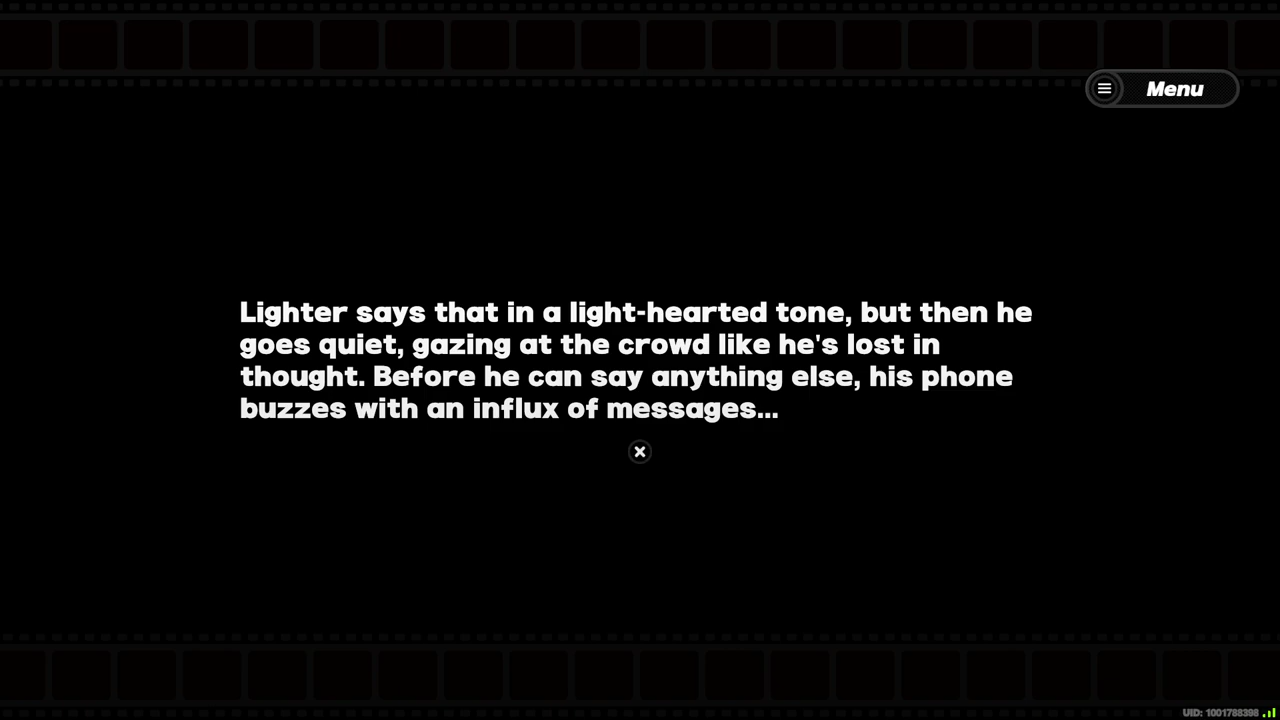 Menu
Lighter says that in a light-hearted tone, but then he
goes quiet, gazing at the crowd like he's lost in
thought. Before he can say anything else, his phone
buzzes with an influx of messages...
UID: 1001788398